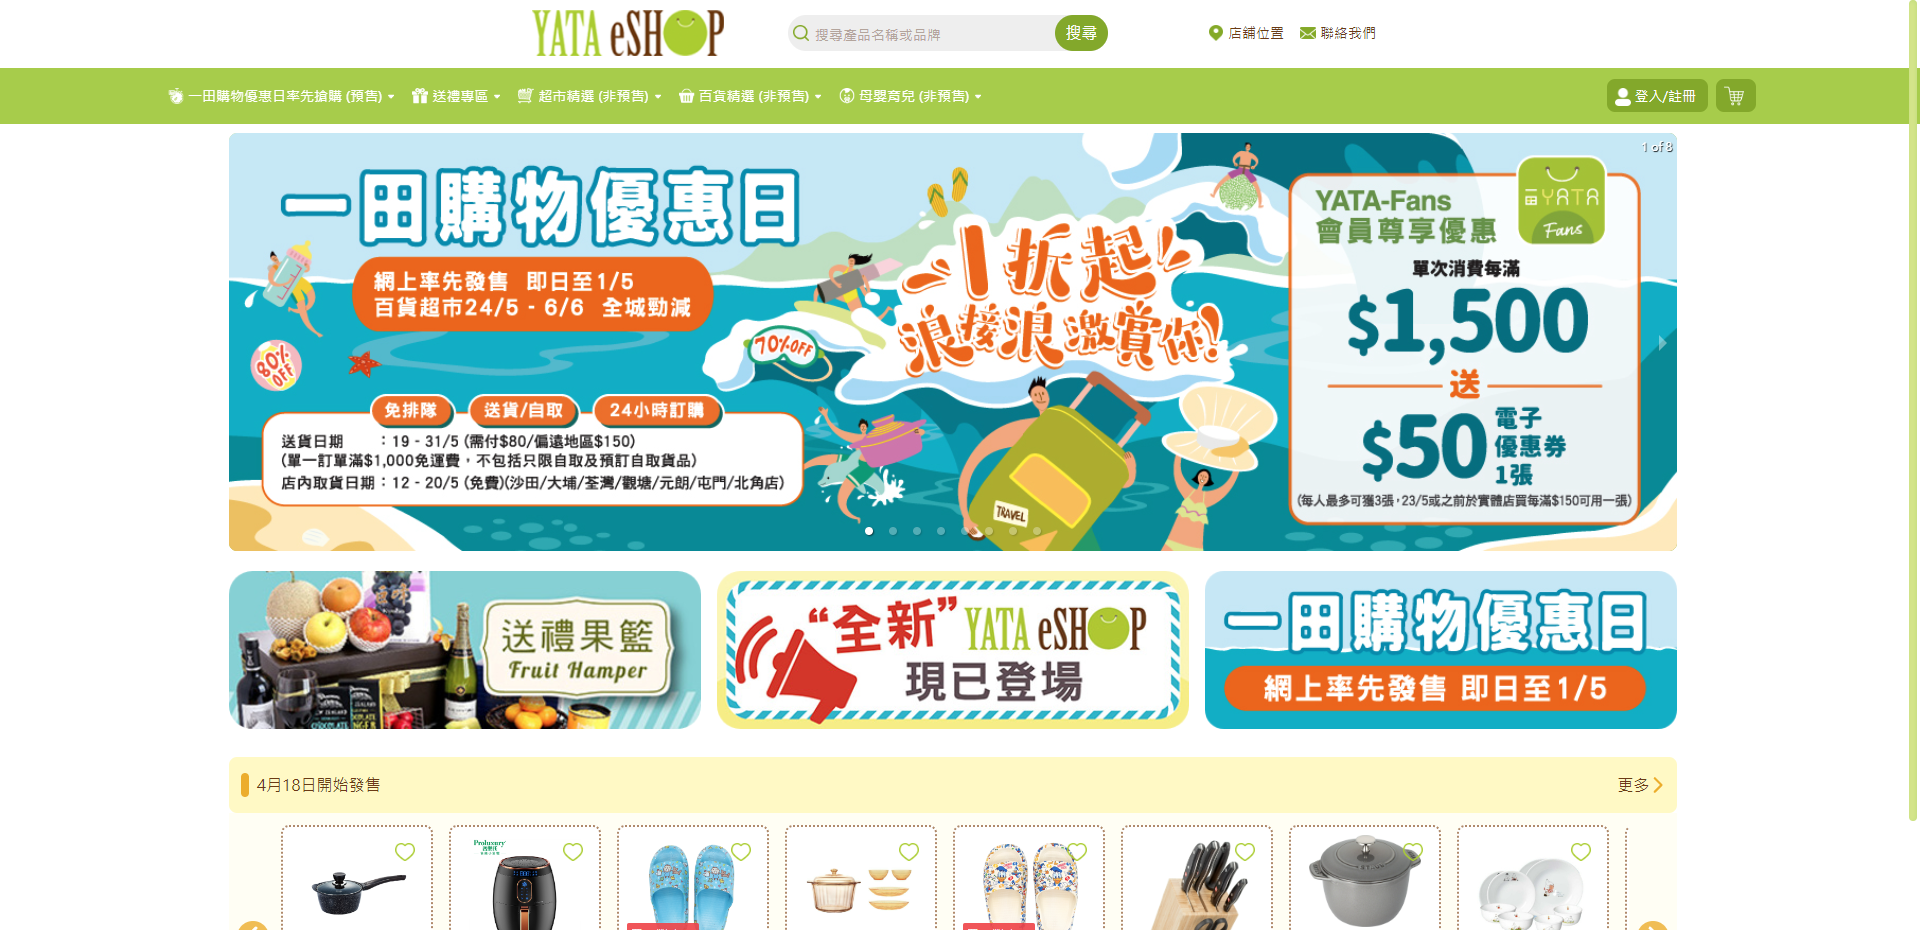 YATA eSHOP
搜尋產品名稱或品牌
搜尋
店舖位置
聯絡我們
一田購物優惠日率先搶購 (預售)
送禮專區
超市精選 (非預售)
百貨精選 (非預售)
母嬰育兒 (非預售)
登入/註冊
1 of 8
一田購物優惠日
網上率先發售 即日至1/5
百貨超市24/5 - 6/6 全城勁減
80% OFF
70% OFF
1折起
浪接浪激賞你!
免排隊
送貨/自取
24小時訂購
送貨日期 : 19 - 31/5 (需付$80/偏遠地區$150)
(單一訂單滿$1,000免運費，不包括只限自取及預訂自取貨品)
店內取貨日期：12 - 20/5 (免費)(沙田/大埔/荃灣/觀塘/元朗/屯門/北角店)
TRAVEL
YATA-Fans
會員尊享優惠
一田 YATA
Fans
單次消費每滿
$1,500
送
$50
電子
優惠券
1張
(每人最多可獲3張，23/5或之前於實體店買每滿$150可用一張)
送禮果籃
Fruit Hamper
“全新” YATA eSHOP
現已登場
一田購物優惠日
網上率先發售 即日至1/5
4月18日開始發售
更多
Proluxury